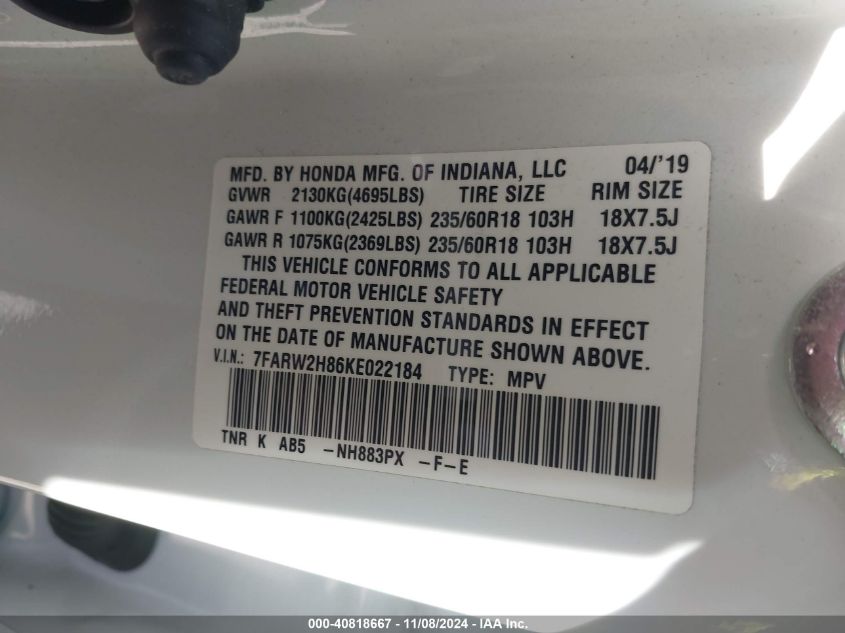 MFD. BY HONDA MFG. OF INDIANA, LLC 04/'19
GVWR 2130KG(4695LBS) TIRE SIZE RIM SIZE
GAWR F 1100KG(2425LBS) 235/60R18 103H 18X7.5J
GAWR R 1075KG(2369LBS) 235/60R18 103H 18X7.5J
THIS VEHICLE CONFORMS TO ALL APPLICABLE
FEDERAL MOTOR VEHICLE SAFETY
AND THEFT PREVENTION STANDARDS IN EFFECT
ON THE DATE OF MANUFACTURE SHOWN ABOVE.
V.I.N.: 7FARW2H86KE022184 TYPE: MPV
TNR K AB5 -NH883PX -F-E
000-40818667 - 11/08/2024 - IAA Inc.